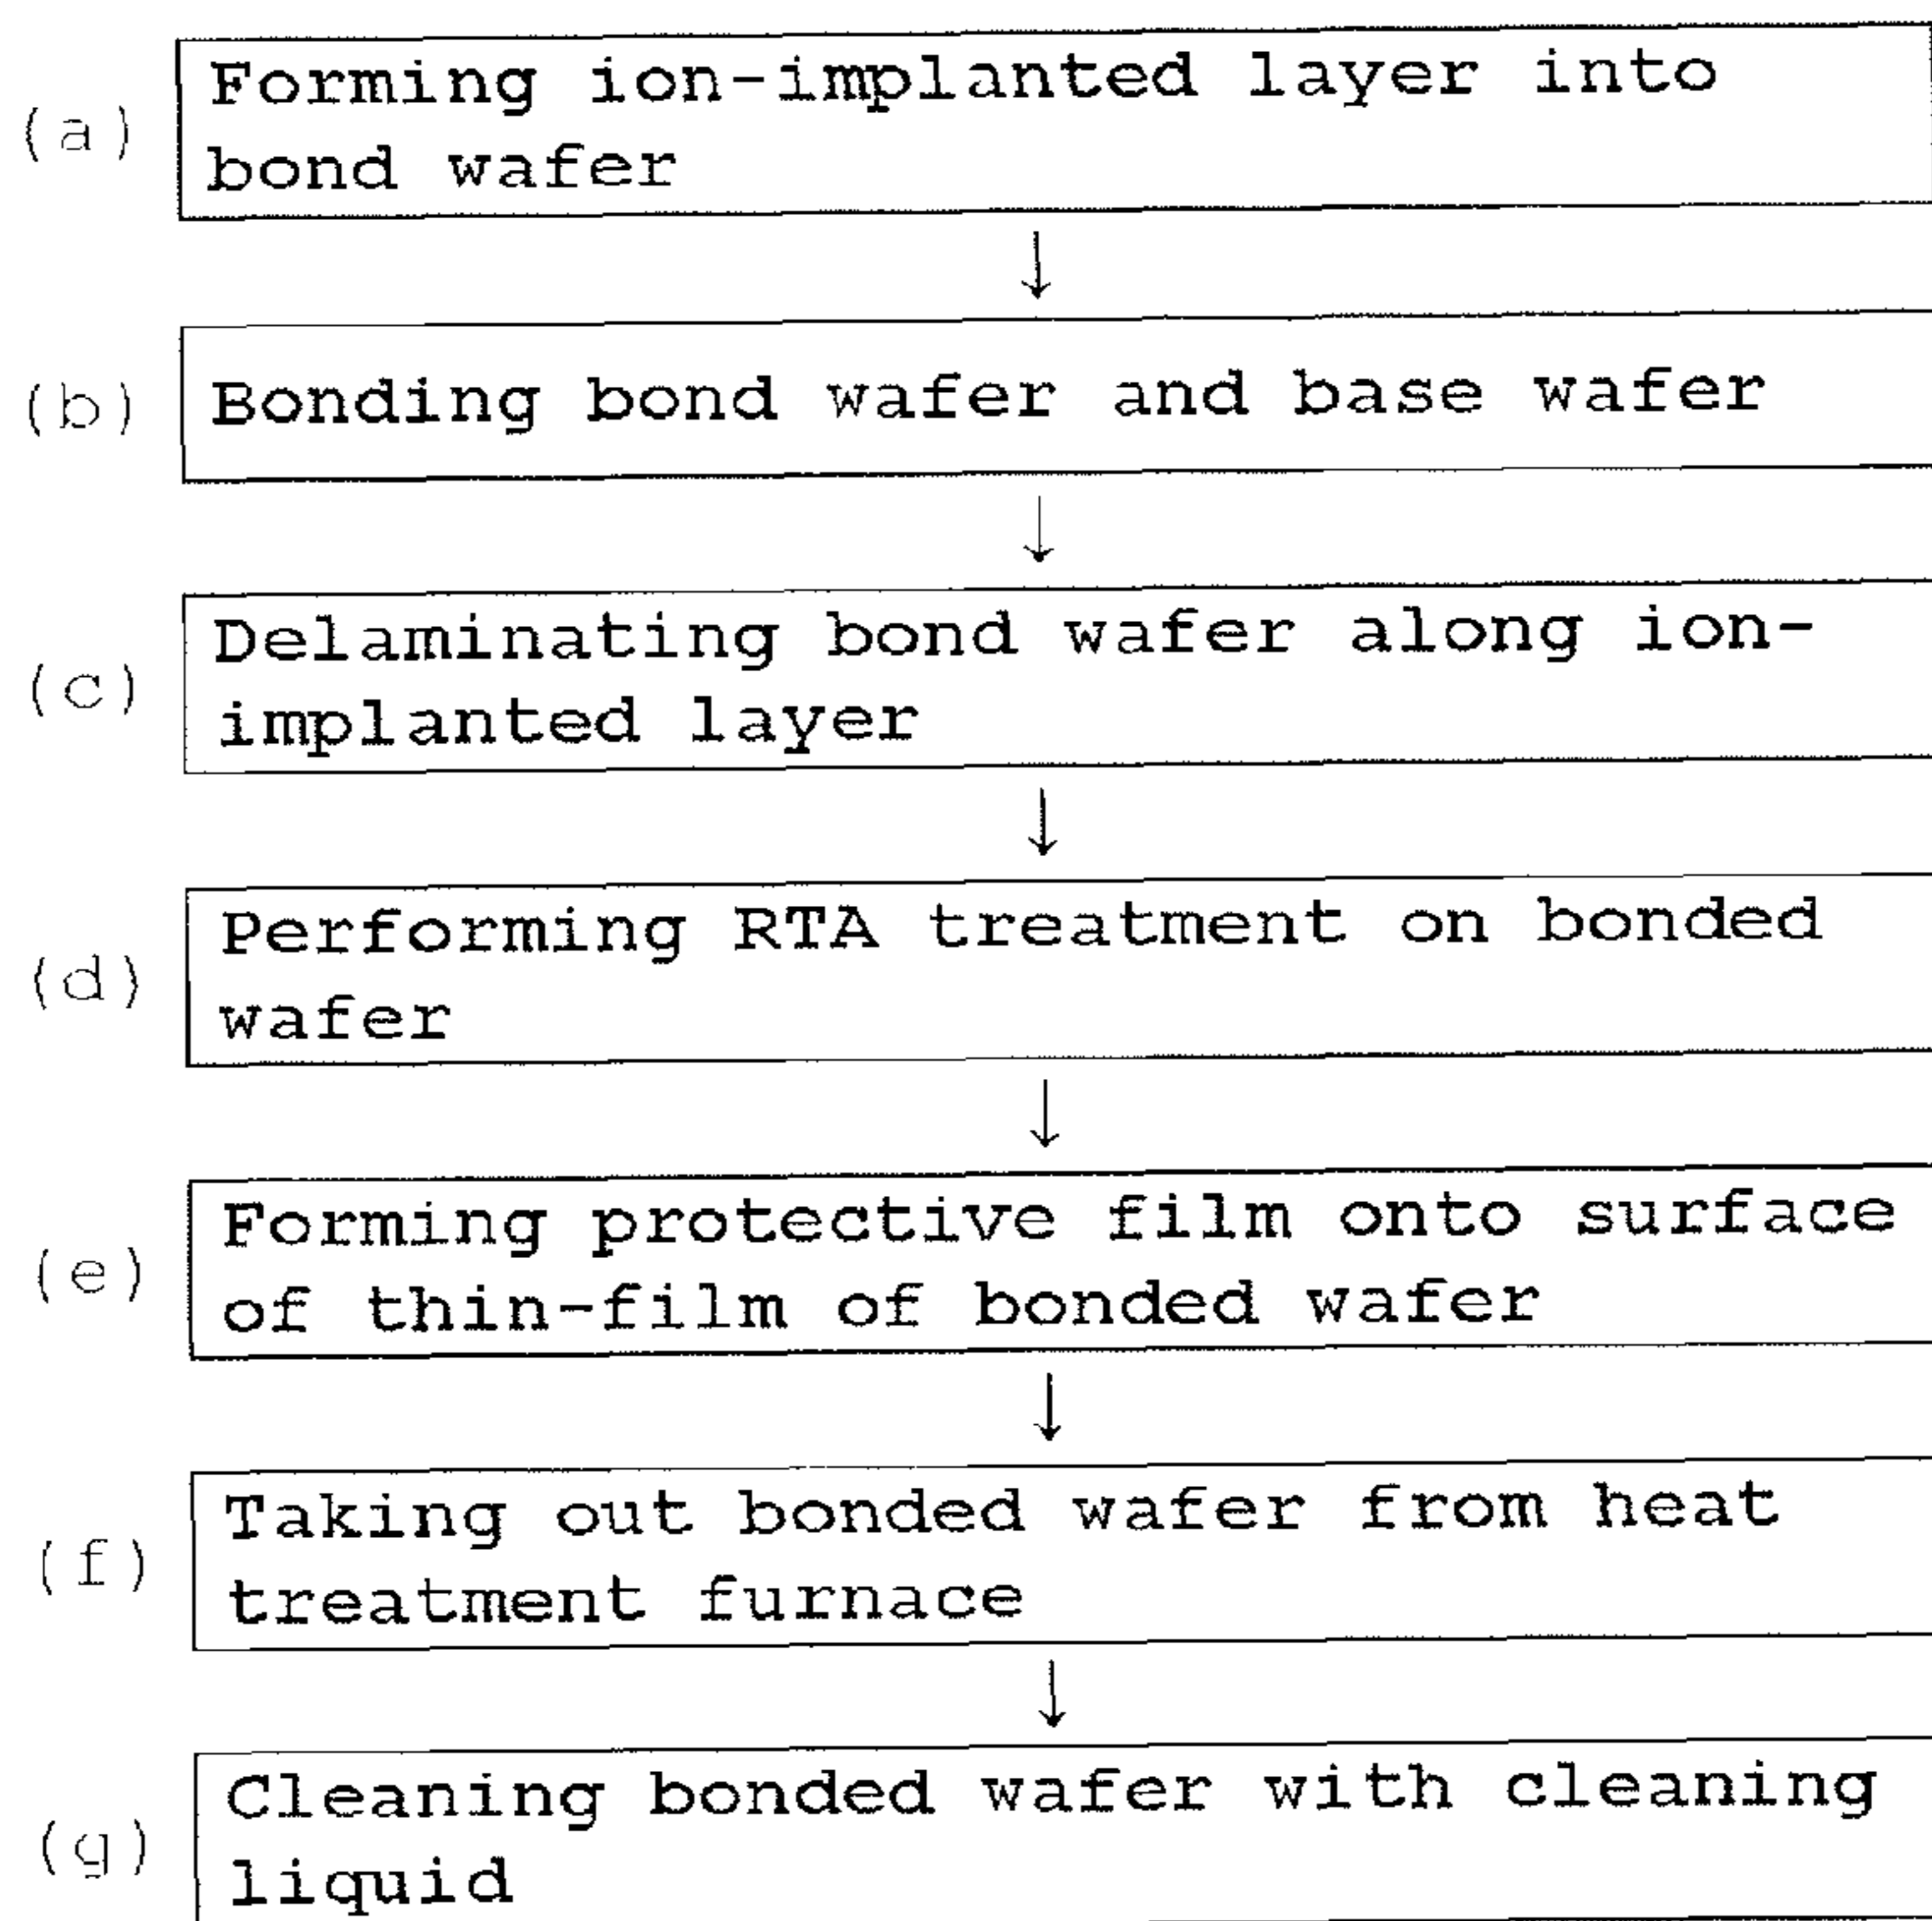 (a) Forming ion-implanted layer into
bond wafer
(b) Bonding bond wafer and base wafer
(c) Delaminating bond wafer along ion-
implanted layer
(d) Performing RTA treatment on bonded
wafer
(e) Forming protective film onto surface
of thin-film of bonded wafer
(f) Taking out bonded wafer from heat
treatment furnace
(g) Cleaning bonded wafer with cleaning
liquid